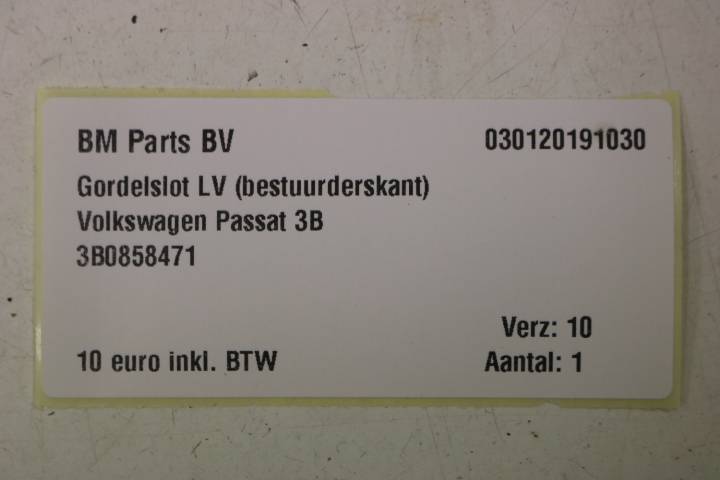 BM Parts BV 030120191030
Gordelslot LV (bestuurderskant)
Volkswagen Passat 3B
3B0858471
Verz: 10
10 euro inkl. BTW Aantal: 1